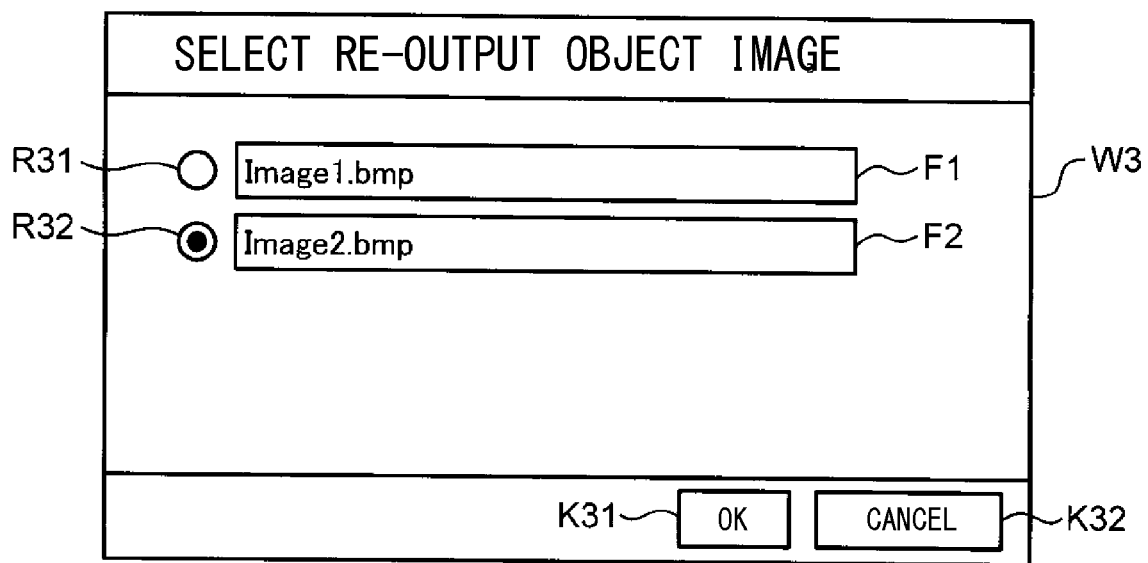 SELECT RE-OUTPUT OBJECT IMAGE
R31 Image1.bmp F1
W3
R32 Image2.bmp F2
K31 OK CANCEL K32